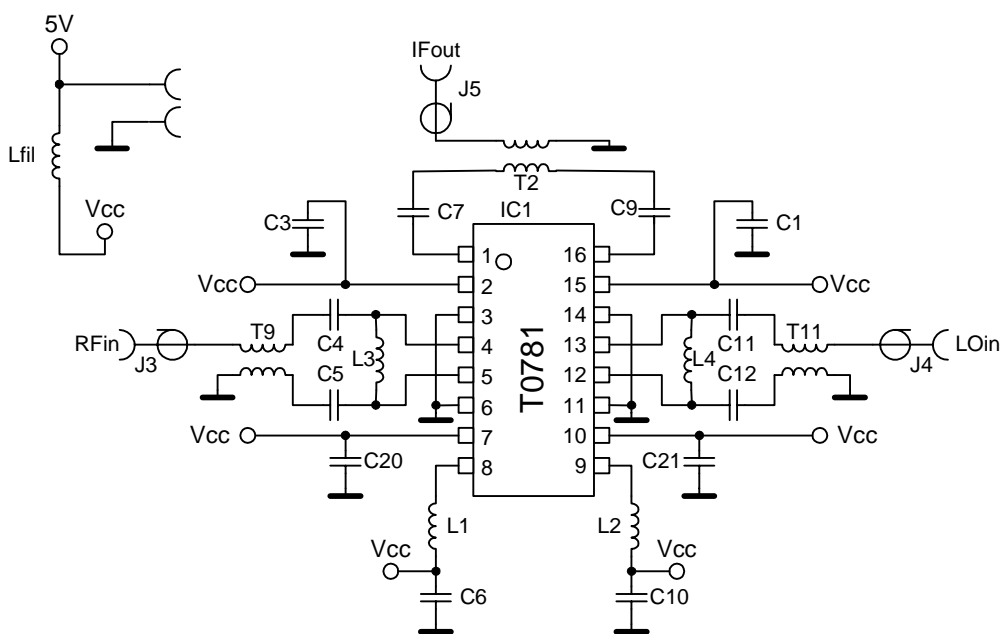 5V
IFout
J5
Lfil
Vcc
T2
C3
C7
IC1
C9
C1
1
16
Vcc
2
15
Vcc
3
14
RFin
J3
T9
C4
L3
4
13
L4
C11
T11
J4
LOin
C5
5
12
C12
6
11
T0781
Vcc
7
10
Vcc
C20
8
9
C21
L1
L2
Vcc
Vcc
C6
C10